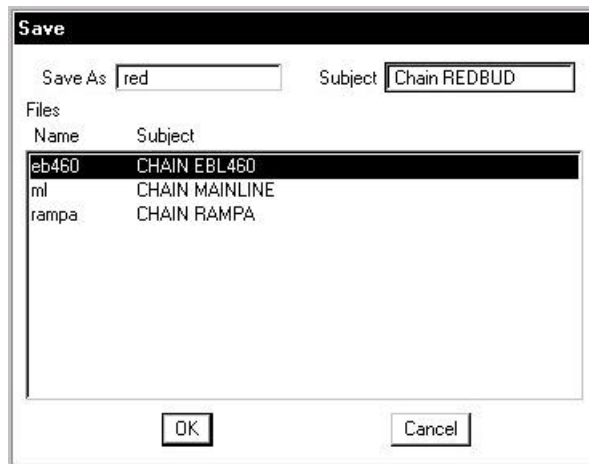 Save
Save As red Subject Chain REDBUD
Files
Name Subject
eb460 CHAIN EBL460
ml CHAIN MAINLINE
rampa CHAIN RAMPA
OK Cancel